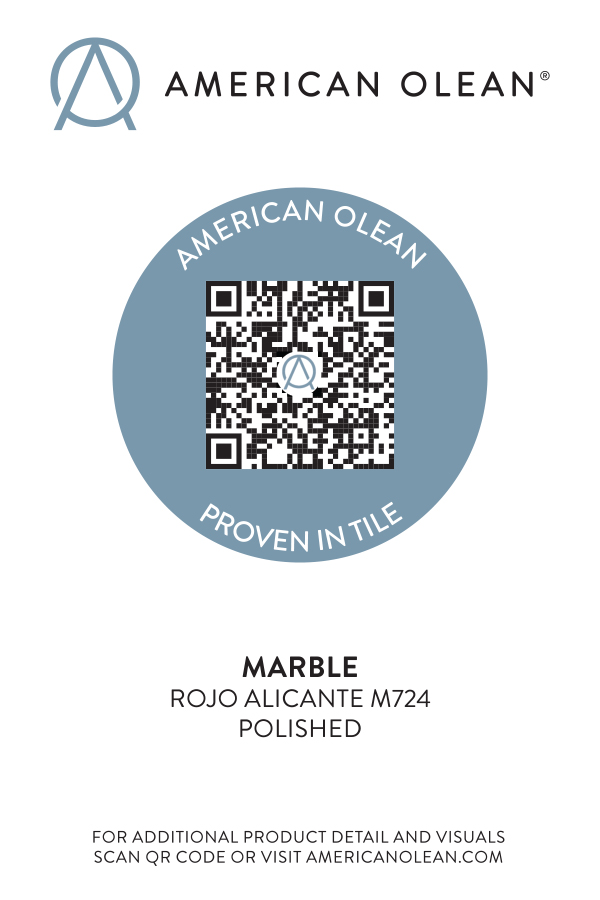 AMERICAN OLEAN®
AMERICAN OLEAN
PROVEN IN TILE
MARBLE
ROJO ALICANTE M724
POLISHED
FOR ADDITIONAL PRODUCT DETAIL AND VISUALS
SCAN QR CODE OR VISIT AMERICANOLEAN.COM